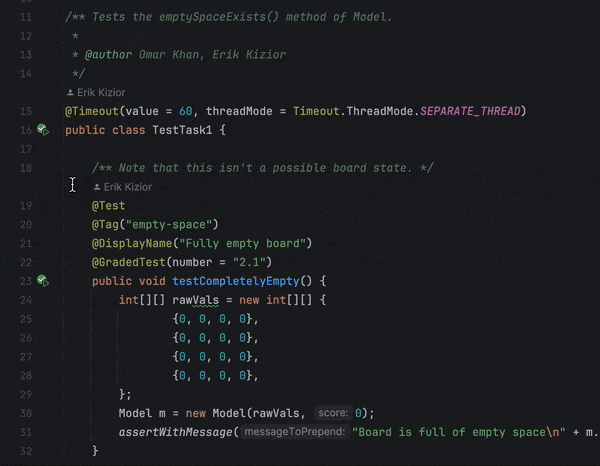 11 /** Tests the emptySpaceExists() method of Model.
12 *
13 * @author Omar Khan, Erik Kizior
14 */
Erik Kizior
15 @Timeout(value = 60, threadMode = Timeout.ThreadMode.SEPARATE_THREAD)
16 public class TestTask1 {
17
18 /** Note that this isn't a possible board state. */
Erik Kizior
19 @Test
20 @Tag("empty-space")
21 @DisplayName("Fully empty board")
22 @GradedTest(number = "2.1")
23 public void testCompletelyEmpty() {
24 int[][] rawVals = new int[][] {
25 {0, 0, 0, 0},
26 {0, 0, 0, 0},
27 {0, 0, 0, 0},
28 {0, 0, 0, 0},
29 };
30 Model m = new Model(rawVals, score: 0);
31 assertWithMessage( messageToPrepend: "Board is full of empty space\n" + m.
32 }